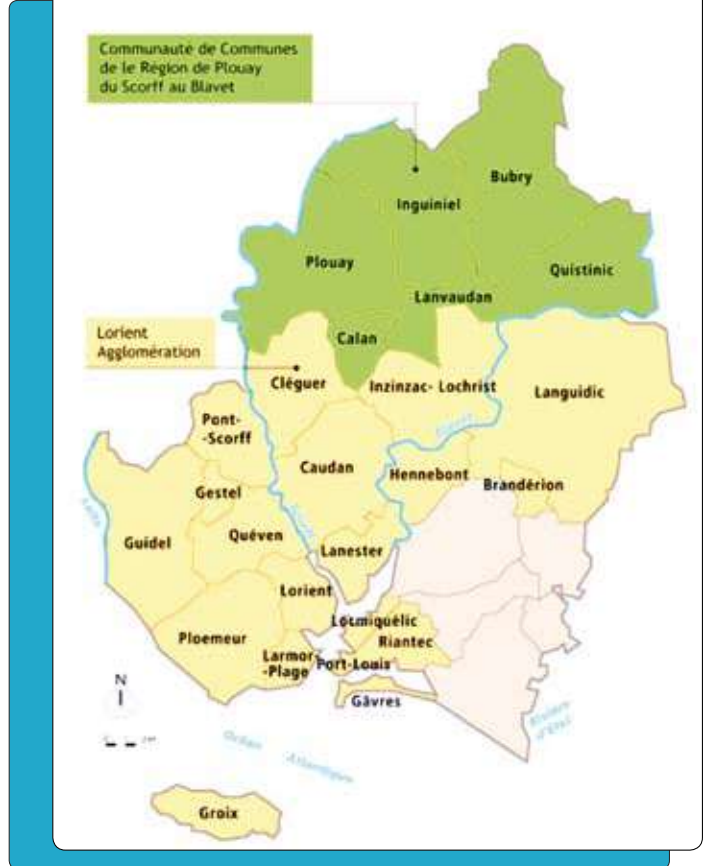 Communauté de Communes
de le Région de Plouay
du Scorff au Blavet
Bubry
Inguiniel
Plouay
Quistinic
Lanvaudan
Lorient
Agglomération
Calan
Cléguer
Inzinzac- Lochrist
Languidic
Pont-
-Scorff
Caudan
Hennebont
Brandérion
Gestel
Guidel
Quéven
Lanester
Lorient
Locmiquélic
Ploemeur
Riantec
Larmor-
-Plage
Port-Louis
N
Gâvres
Rivière
d'Etel
Océan
Atlantique
Groix